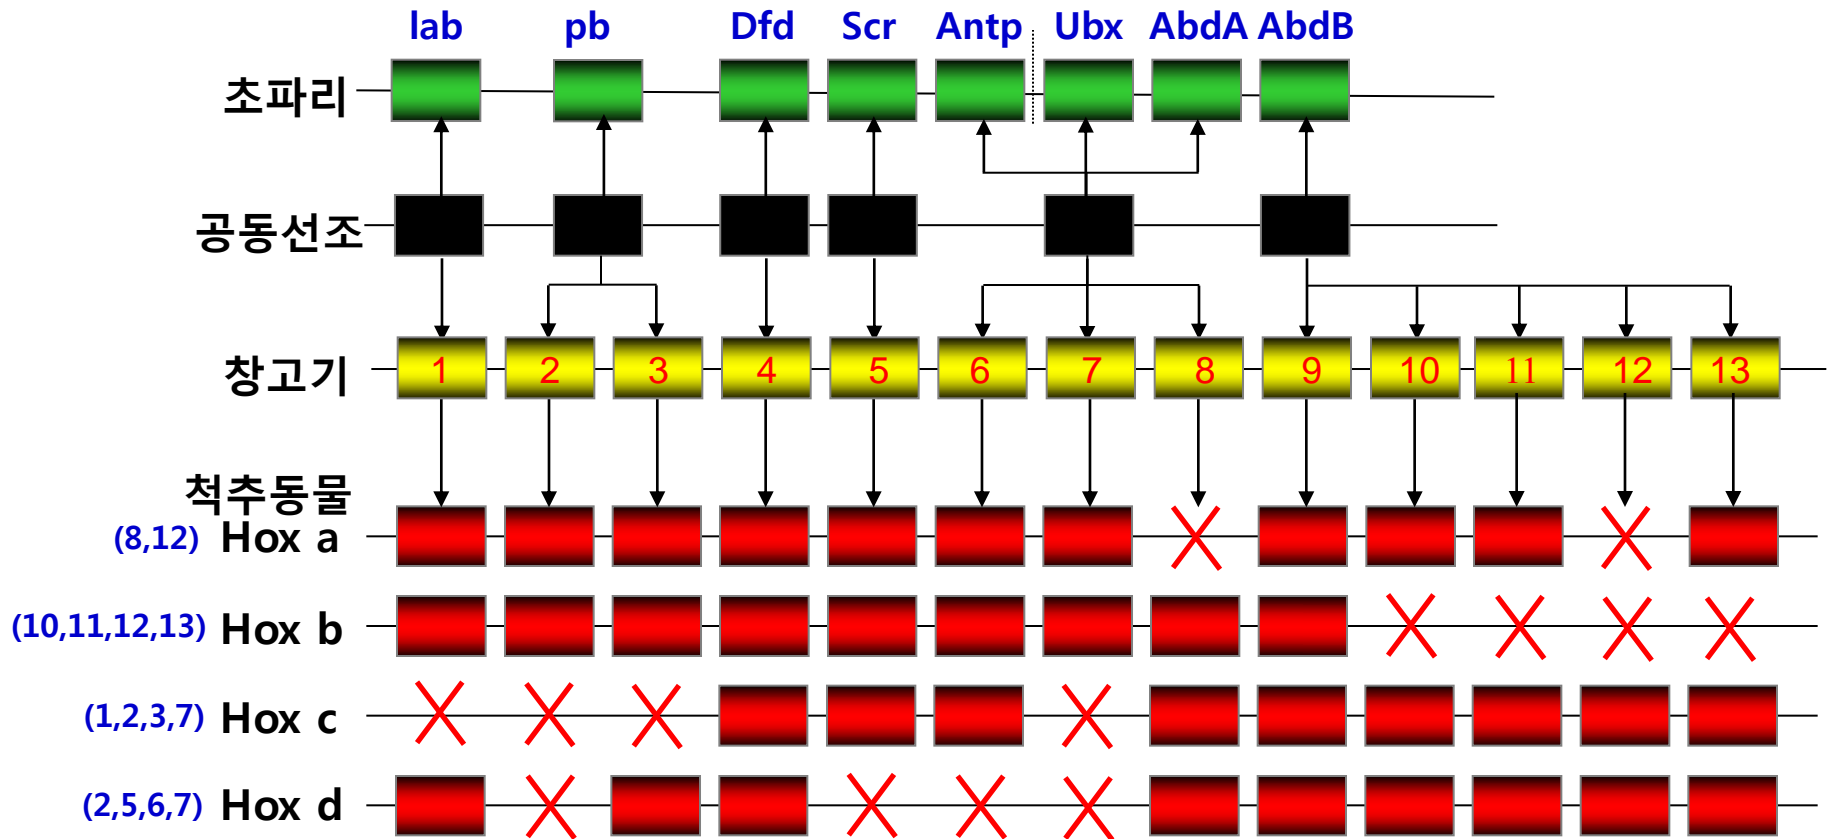 lab pb Dfd Scr Antp Ubx AbdA AbdB
초파리
공동선조
창고기 1 2 3 4 5 6 7 8 9 10 11 12 13
척추동물
(8,12) Hox a
(10,11,12,13) Hox b
(1,2,3,7) Hox c
(2,5,6,7) Hox d